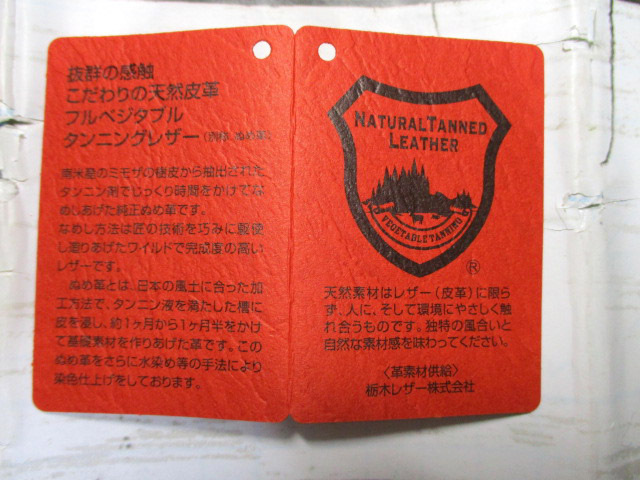 抜群の感触
こだわりの天然皮革
フルベジタブル
タンニングレザー(別称、ぬめ革)
南米産のミモザの樹皮から抽出された
タンニン剤でじっくり時間をかけてな
めしあげた純正ぬめ革です。
なめし方法は匠の技術を巧みに駆使
し造りあげたワイルドで完成度の高い
レザーです。
ぬめ革とは、日本の風土に合った加
工方法で、タンニン液を満たした槽に
皮を浸し、約1ヶ月から1ヶ月半をかけ
て基礎素材を作りあげた革です。この
ぬめ革をさらに水染め等の手法により
染色仕上げをしております。
NATURAL TANNED
LEATHER
VEGETABLE TANNING
®
天然素材はレザー(皮革)に限ら
ず、人に、そして環境にやさしく触
れ合うものです。独特の風合いと
自然な素材感を味わってください。
〈革素材供給〉
栃木レザー株式会社